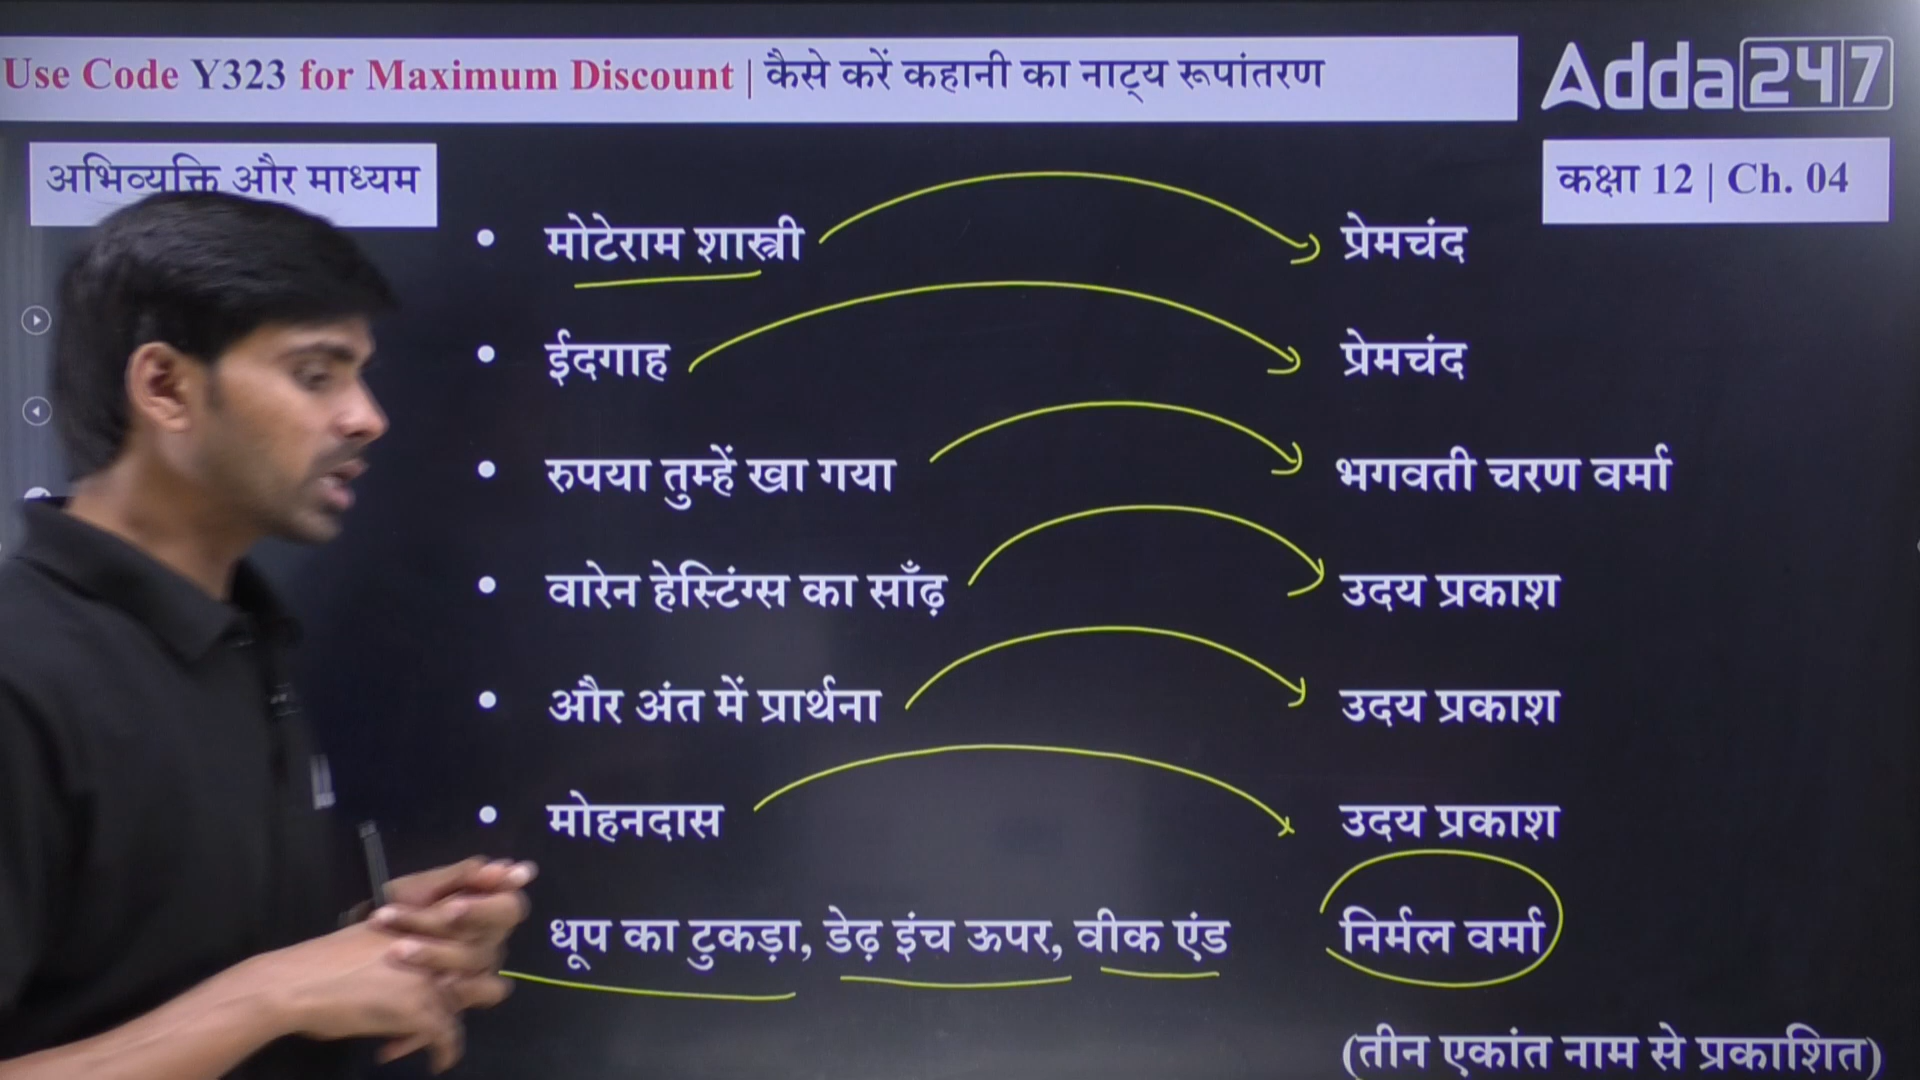 Use Code Y323 for Maximum Discount | कैसे करें कहानी का नाट्य रूपांतरण
Adda247
अभिव्यक्ति और माध्यम
कक्षा 12 | Ch. 04
• मोटेराम शास्त्री प्रेमचंद
• ईदगाह प्रेमचंद
• रुपया तुम्हें खा गया भगवती चरण वर्मा
• वारेन हेस्टिंग्स का साँढ़ उदय प्रकाश
• और अंत में प्रार्थना उदय प्रकाश
• मोहनदास उदय प्रकाश
धूप का टुकड़ा, डेढ़ इंच ऊपर, वीक एंड निर्मल वर्मा
(तीन एकांत नाम से प्रकाशित)